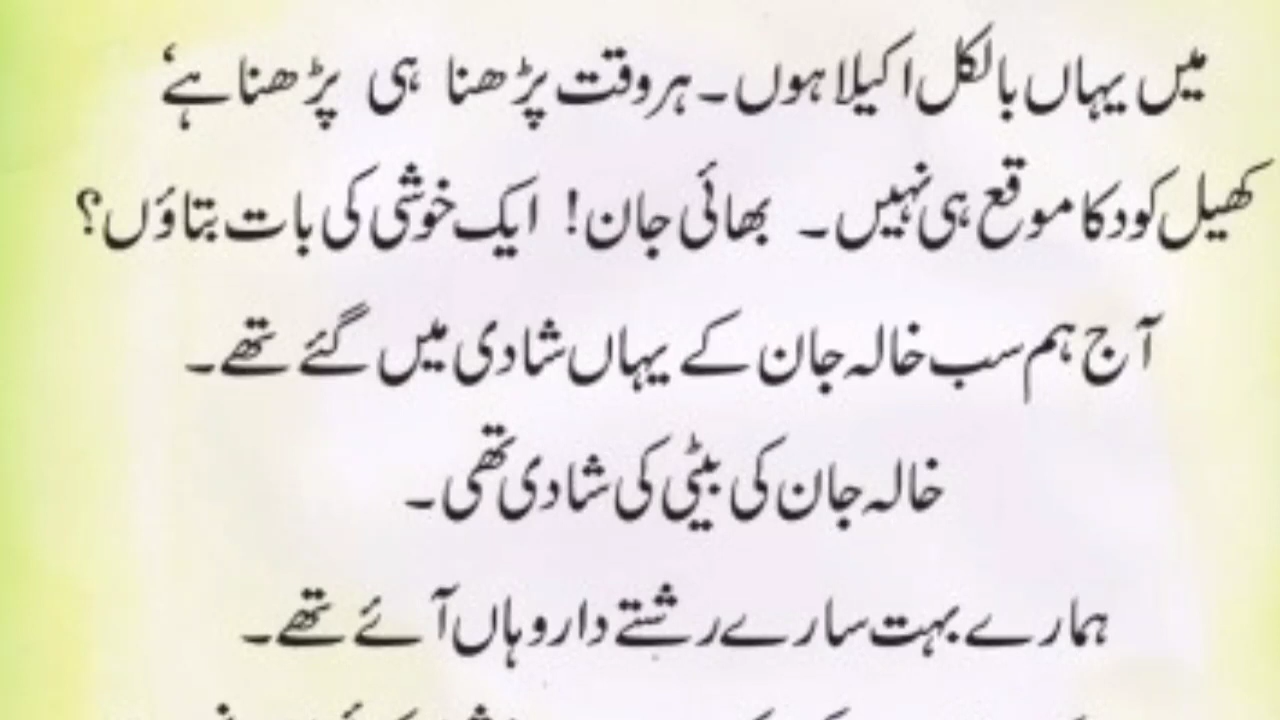 میں یہاں بالکل اکیلا ہوں۔ ہر وقت پڑھنا ہی پڑھنا ہے‘
کھیل کود کا موقع ہی نہیں۔ بھائی جان! ایک خوشی کی بات بتاؤں؟
آج ہم سب خالہ جان کے یہاں شادی میں گئے تھے۔
خالہ جان کی بیٹی کی شادی تھی۔
ہمارے بہت سارے رشتے دار وہاں آئے تھے۔